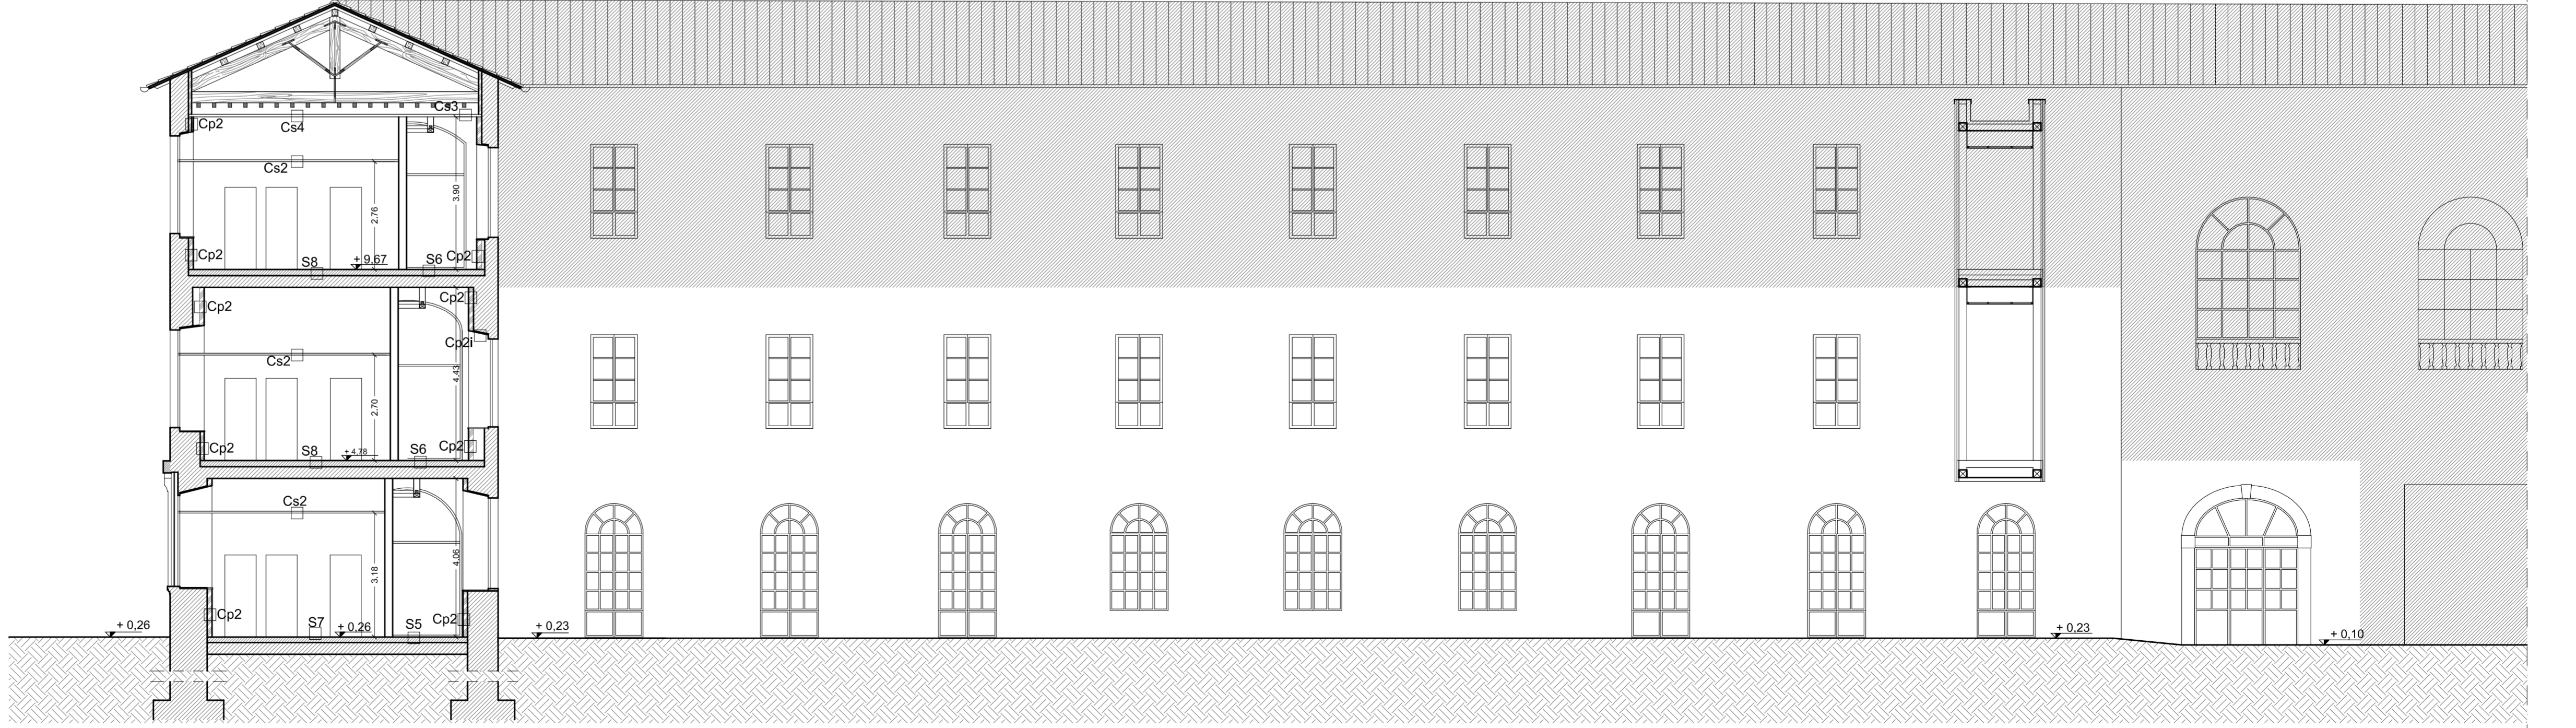 Cs3
Cp2
Cs4
Cs2
3.90
2.76
Cp2
S8
+ 9.67
S6
Cp2
Cp2
Cp2
Cp2i
Cs2
4.43
2.70
Cp2
S8
+ 4,78
S6
Cp2
Cs2
4.06
3.18
Cp2
S7
+ 0,26
S5
Cp2
+ 0,26
+ 0,23
+ 0,23
+ 0,10